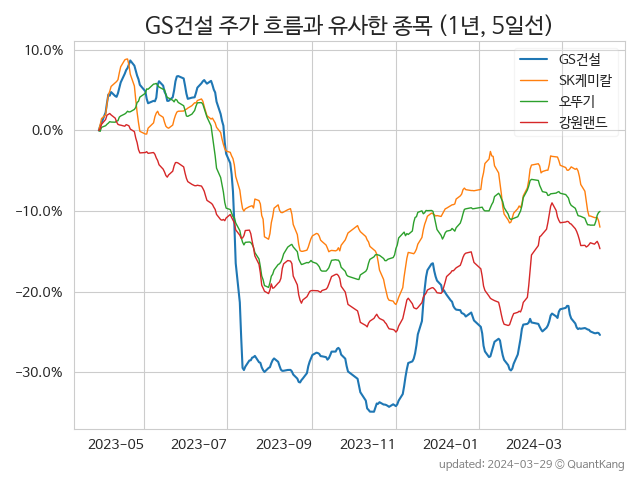 GS건설 주가 흐름과 유사한 종목 (1년, 5일선)
10.0%
0.0%
−10.0%
−20.0%
−30.0%
GS건설
SK케미칼
오뚜기
강원랜드
2023-05 2023-07 2023-09 2023-11 2024-01 2024-03
updated: 2024-03-29 © QuantKang